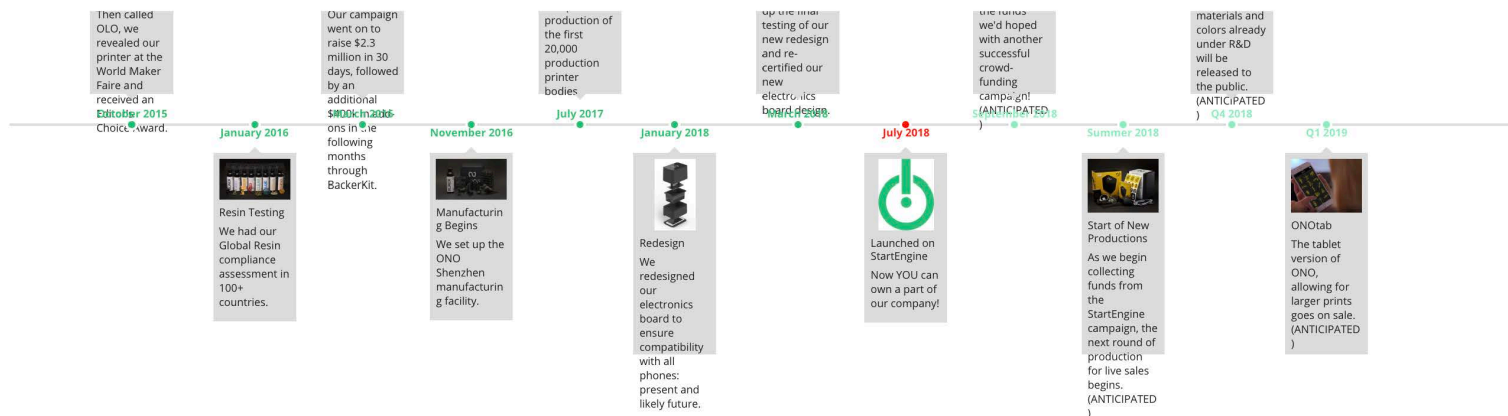 Then called
OLO, we
revealed our
printer at the
World Maker
Faire and
received an
Editors'
Choice Award.
October 2015
January 2016
Resin Testing
We had our
Global Resin
compliance
assessment in
100+
countries.
Our campaign
went on to
raise $2.3
million in 30
days, followed
by an
additional
$400k in add-
ons in the
following
months
through
BackerKit.
November 2016
Manufacturin
g Begins
We set up the
ONO
Shenzhen
manufacturin
g facility.
production of
the first
20,000
production
printer
bodies
July 2017
January 2018
Redesign
We
redesigned
our
electronics
board to
ensure
compatibility
with all
phones:
present and
likely future.
up the final
testing of our
new redesign
and re-
certified our
new
electronics
board design.
March 2018
July 2018
Launched on
StartEngine
Now YOU can
own a part of
our company!
the funds
we'd hoped
with another
successful
crowd-
funding
campaign!
(ANTICIPATED
)
September 2018
Summer 2018
Start of New
Productions
As we begin
collecting
funds from
the
StartEngine
campaign, the
next round of
production
for live sales
begins.
(ANTICIPATED
)
materials and
colors already
under R&D
will be
released to
the public.
(ANTICIPATED
)
Q4 2018
Q1 2019
ONOtab
The tablet
version of
ONO,
allowing for
larger prints
goes on sale.
(ANTICIPATED
)